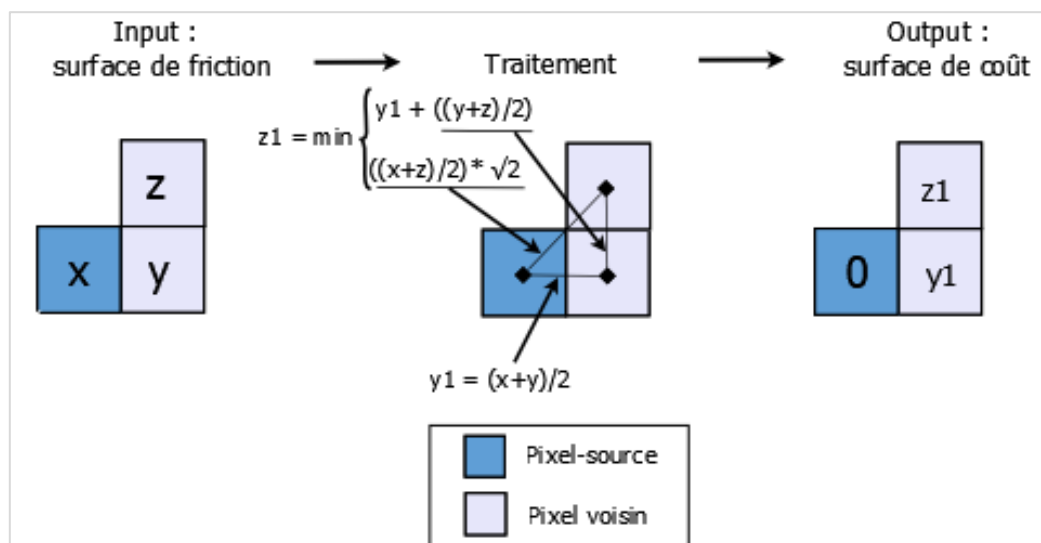 Input :
surface de friction
Traitement
Output :
surface de coût
z1 = min
y1 + ((y+z)/2)
((x+z)/2) * √2
z
x
y
z1
0
y1
y1 = (x+y)/2
Pixel-source
Pixel voisin